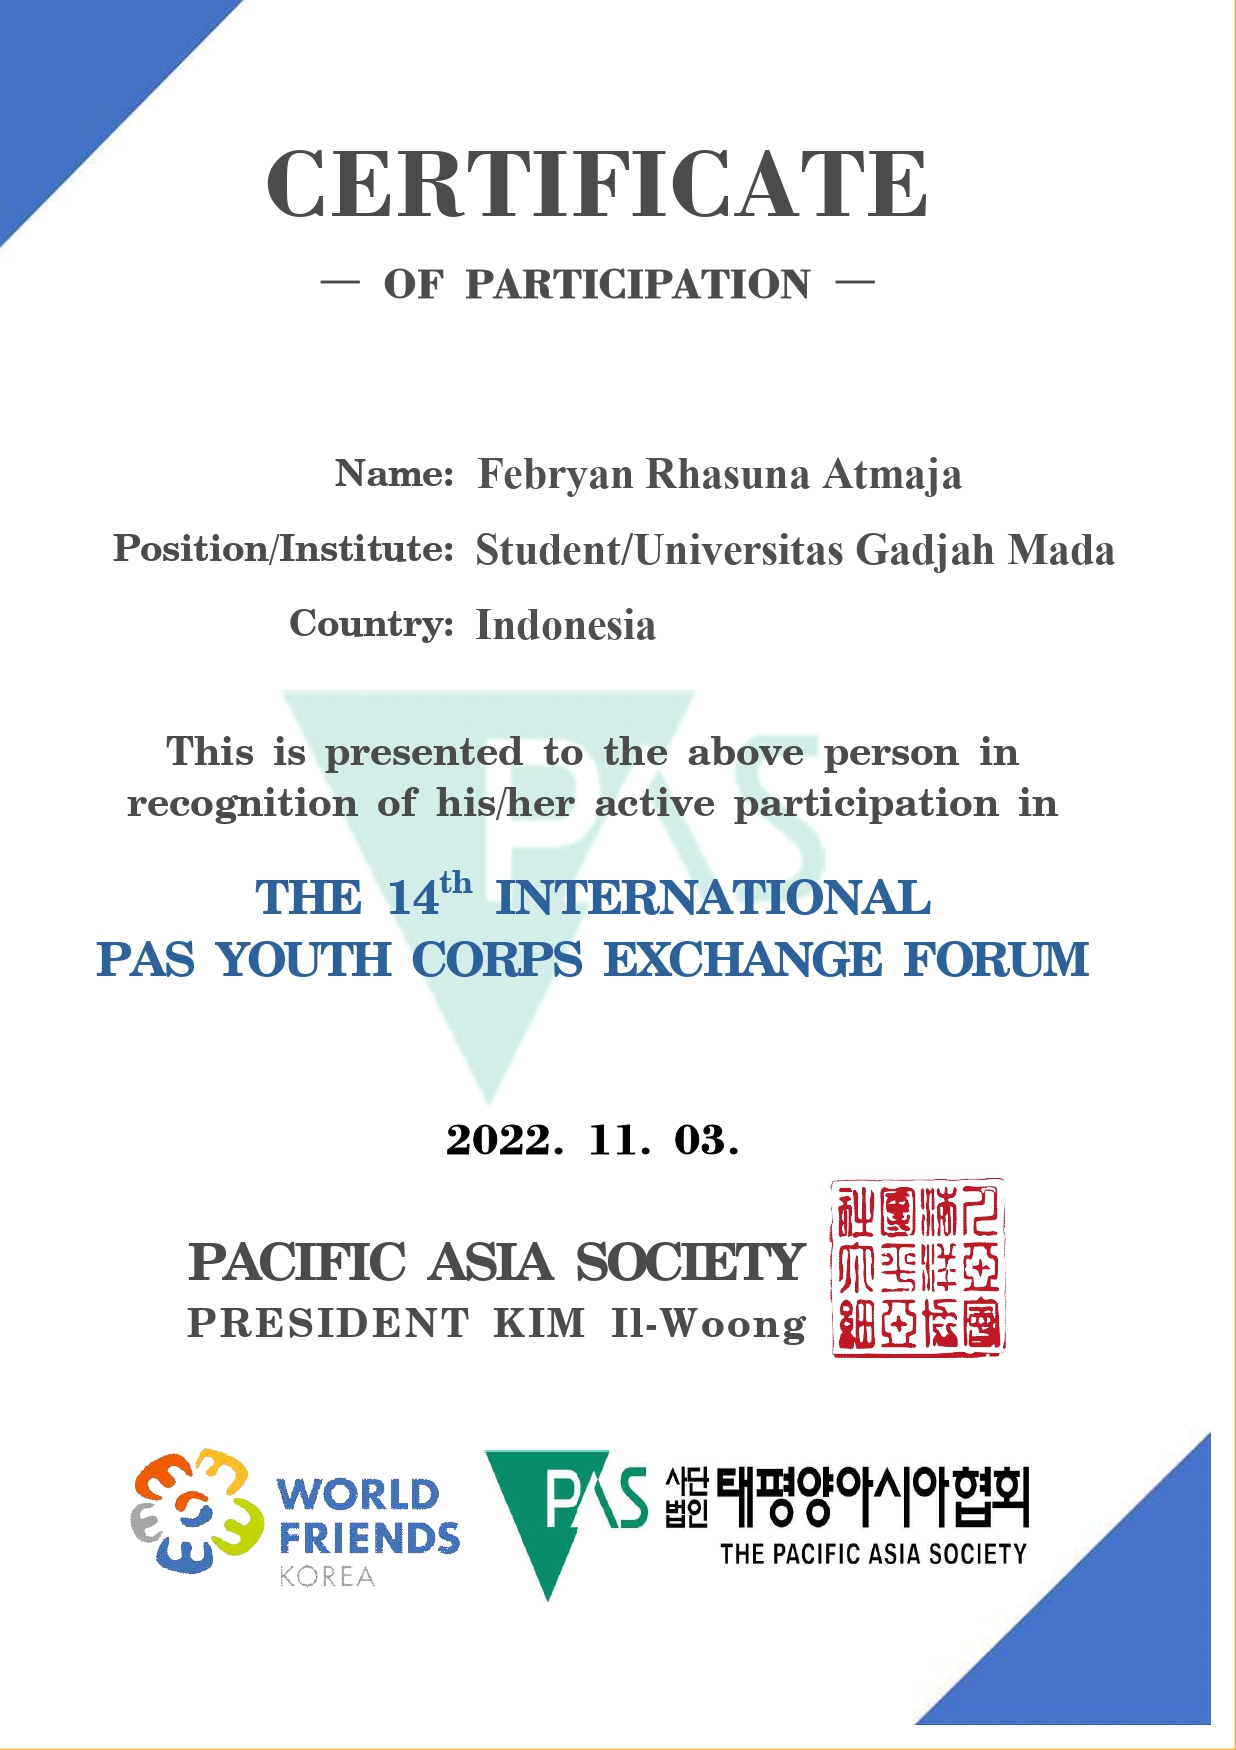 CERTIFICATE
— OF PARTICIPATION —
Name: Febryan Rhasuna Atmaja
Position/Institute: Student/Universitas Gadjah Mada
Country: Indonesia
PAS
This is presented to the above person in
recognition of his/her active participation in
THE 14th INTERNATIONAL
PAS YOUTH CORPS EXCHANGE FORUM
2022. 11. 03.
PACIFIC ASIA SOCIETY
PRESIDENT KIM Il-Woong
WORLD
FRIENDS
KOREA
PAS
사단
법인
태평양아시아협회
THE PACIFIC ASIA SOCIETY